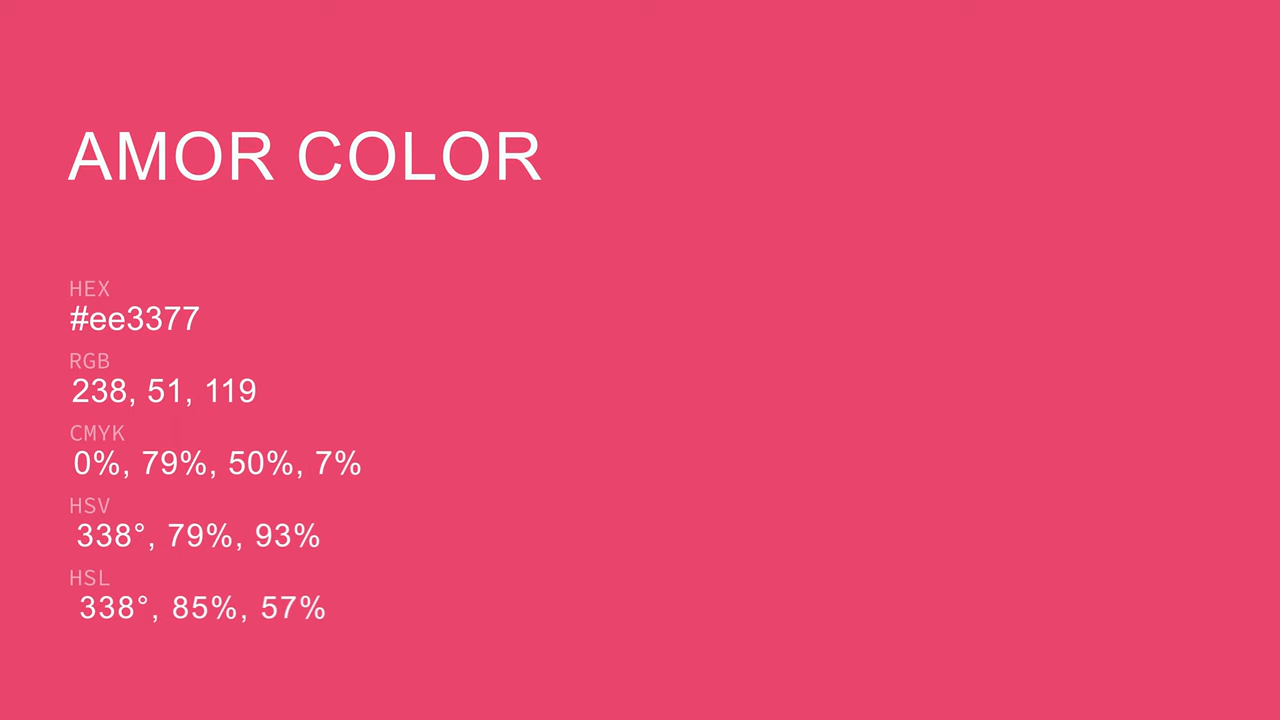 AMOR COLOR
HEX
#ee3377
RGB
238, 51, 119
CMYK
0%, 79%, 50%, 7%
HSV
338°, 79%, 93%
HSL
338°, 85%, 57%